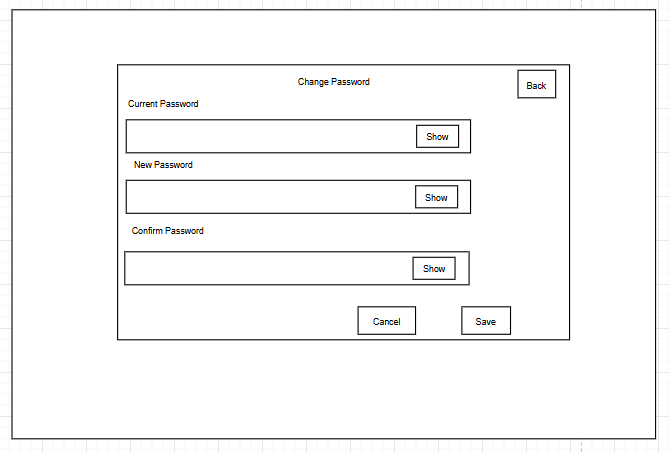 Change Password
Back
Current Password
Show
New Password
Show
Confirm Password
Show
Cancel
Save